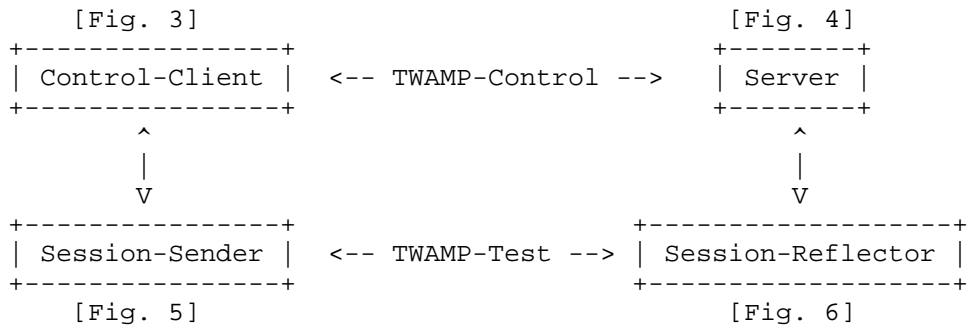 [Fig. 3] [Fig. 4]
+----------------+ +--------+
| Control-Client | <-- TWAMP-Control --> | Server |
+----------------+ +--------+
^ ^
| |
V V
+----------------+ +-------------------+
| Session-Sender | <-- TWAMP-Test --> | Session-Reflector |
+----------------+ +-------------------+
[Fig. 5] [Fig. 6]